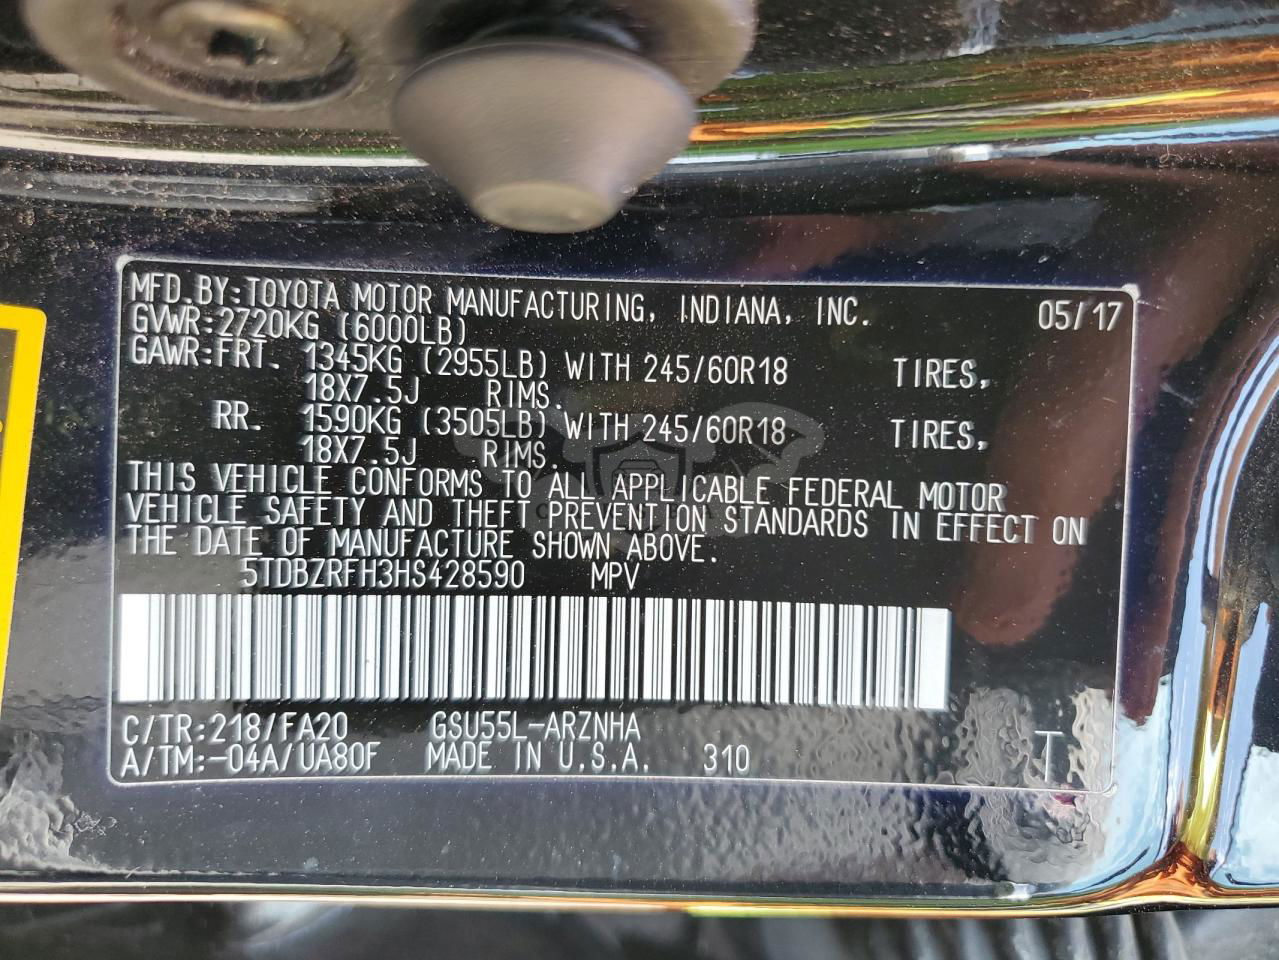 MFD.BY:TOYOTA MOTOR MANUFACTURING, INDIANA, INC. 05/17
GVWR:2720KG (6000LB)
GAWR:FRT. 1345KG (2955LB) WITH 245/60R18 TIRES,
18X7.5J RIMS.
RR. 1590KG (3505LB) WITH 245/60R18 TIRES,
18X7.5J RIMS.
THIS VEHICLE CONFORMS TO ALL APPLICABLE FEDERAL MOTOR
VEHICLE SAFETY AND THEFT PREVENTION STANDARDS IN EFFECT ON
THE DATE OF MANUFACTURE SHOWN ABOVE.
5TDBZRFH3HS428590 MPV
C/TR:218/FA20 GSU55L-ARZNHA
A/TM:-04A/UA80F MADE IN U.S.A. 310 T